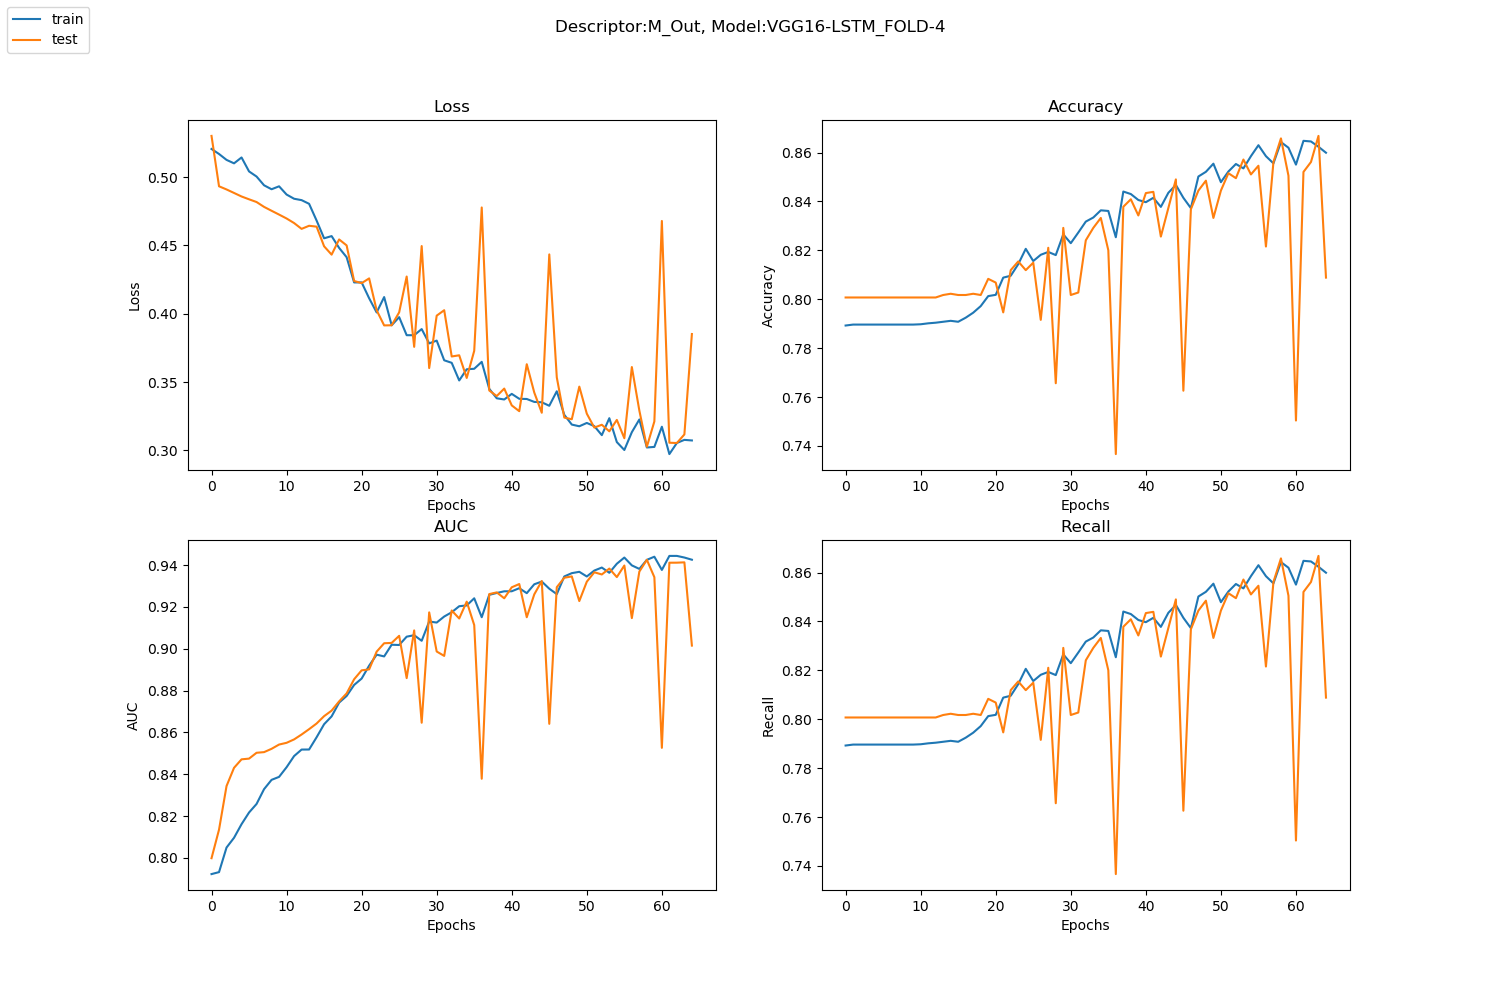 train
test
Descriptor:M_Out, Model:VGG16-LSTM_FOLD-4
Loss
Loss
0.50
0.45
0.40
0.35
0.30
0 10 20 30 40 50 60
Epochs
Accuracy
Accuracy
0.86
0.84
0.82
0.80
0.78
0.76
0.74
0 10 20 30 40 50 60
Epochs
AUC
AUC
0.94
0.92
0.90
0.88
0.86
0.84
0.82
0.80
0 10 20 30 40 50 60
Epochs
Recall
Recall
0.86
0.84
0.82
0.80
0.78
0.76
0.74
0 10 20 30 40 50 60
Epochs